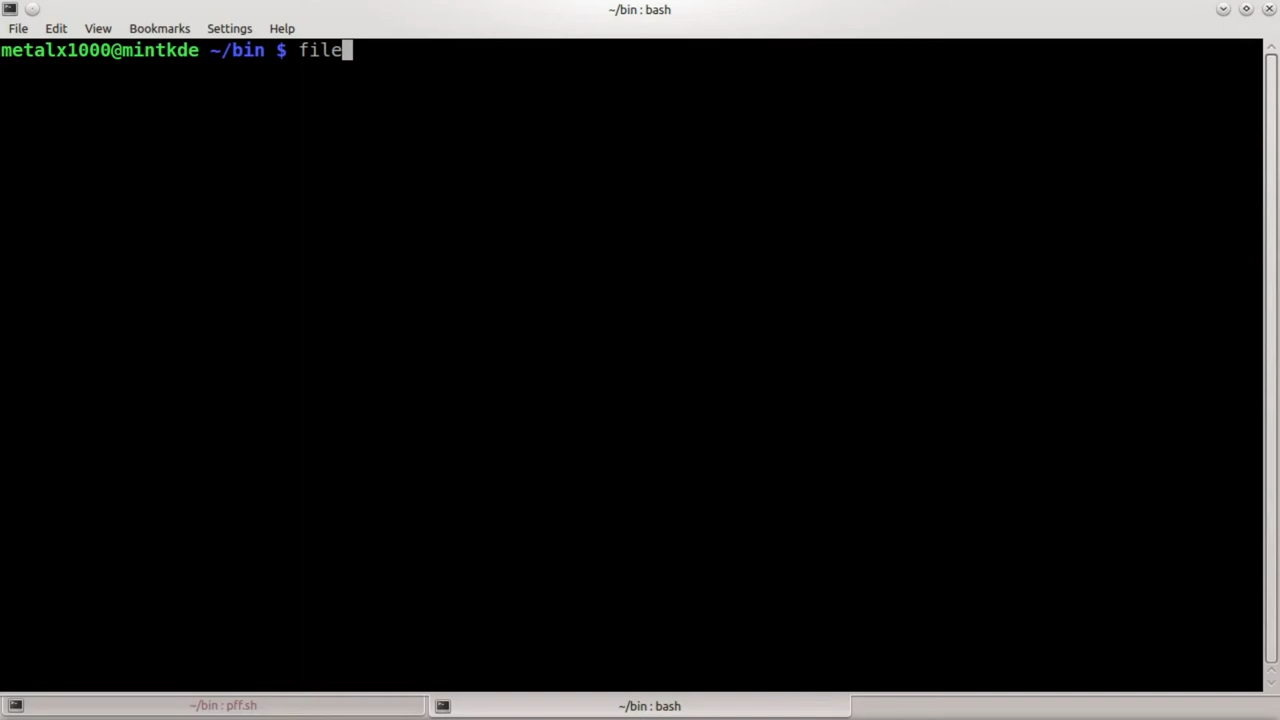 ~/bin : bash
File Edit View Bookmarks Settings Help
metalx1000@mintkde ~/bin $ file
~/bin : pff.sh
~/bin : bash